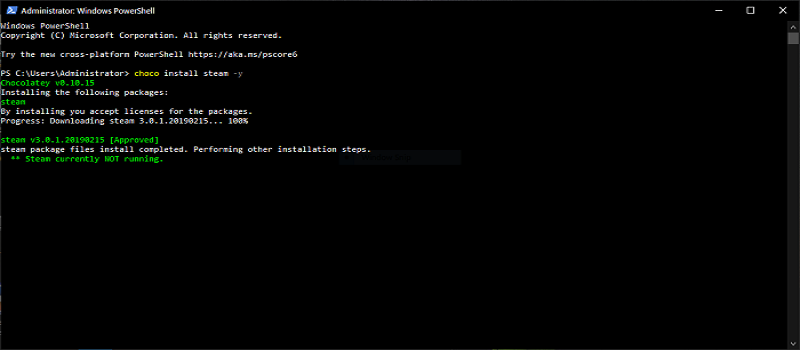 Administrator: Windows PowerShell
Windows PowerShell
Copyright (C) Microsoft Corporation. All rights reserved.
Try the new cross-platform PowerShell https://aka.ms/pscore6
PS C:\Users\Administrator> choco install steam -y
Chocolatey v0.10.15
Installing the following packages:
steam
By installing you accept licenses for the packages.
Progress: Downloading steam 3.0.1.20190215... 100%
steam v3.0.1.20190215 [Approved]
steam package files install completed. Performing other installation steps.
** Steam currently NOT running.